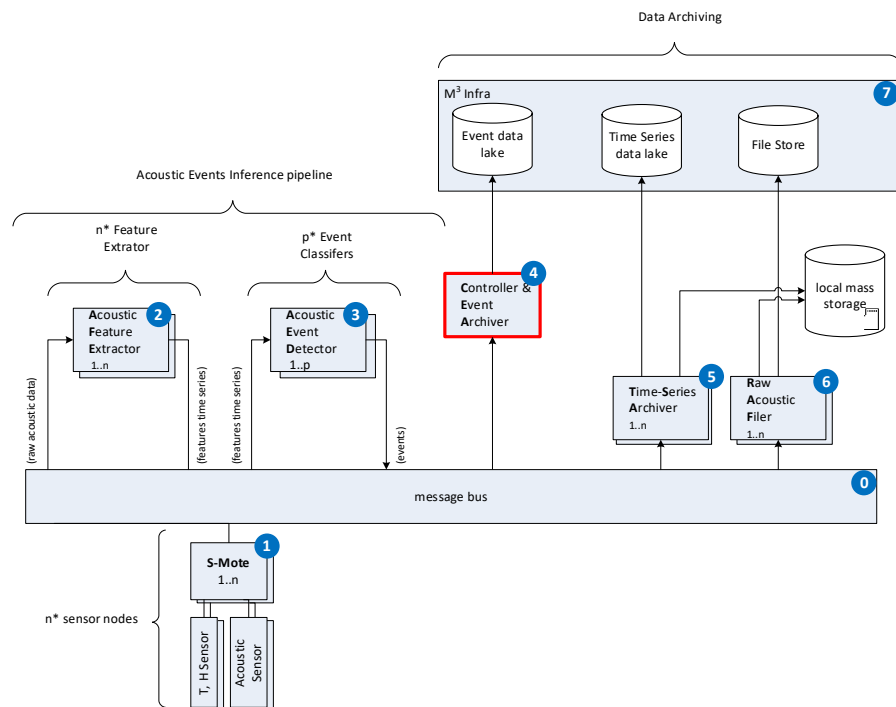 Data Archiving
M³ Infra
7
Event data
lake
Time Series
data lake
File Store
Acoustic Events Inference pipeline
n* Feature
Extrator
p* Event
Classifers
4
Controller &
Event
Archiver
local mass
storage
2
Acoustic
Feature
Extractor
1..n
3
Acoustic
Event
Detector
1..p
5
Time-Series
Archiver
1..n
6
Raw
Acoustic
Filer
1..n
(raw acoustic data)
(features time series)
(features time series)
(events)
0
message bus
1
S-Mote
1..n
n* sensor nodes
T, H Sensor
Acoustic
Sensor